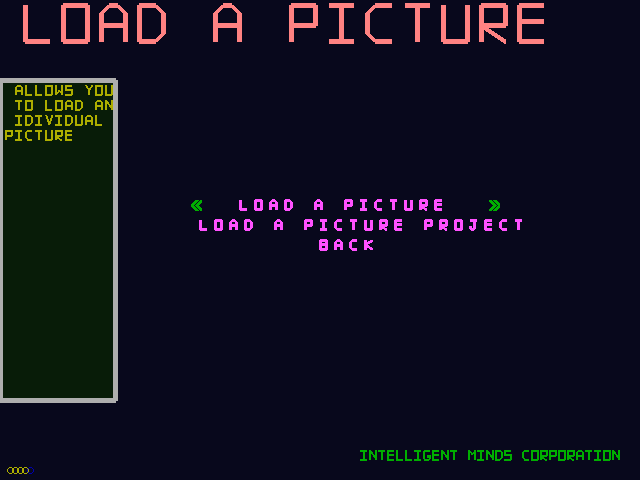 LOAD A PICTURE
ALLOWS YOU
TO LOAD AN
IDIVIDUAL
PICTURE
« LOAD A PICTURE »
LOAD A PICTURE PROJECT
BACK
INTELLIGENT MINDS CORPORATION